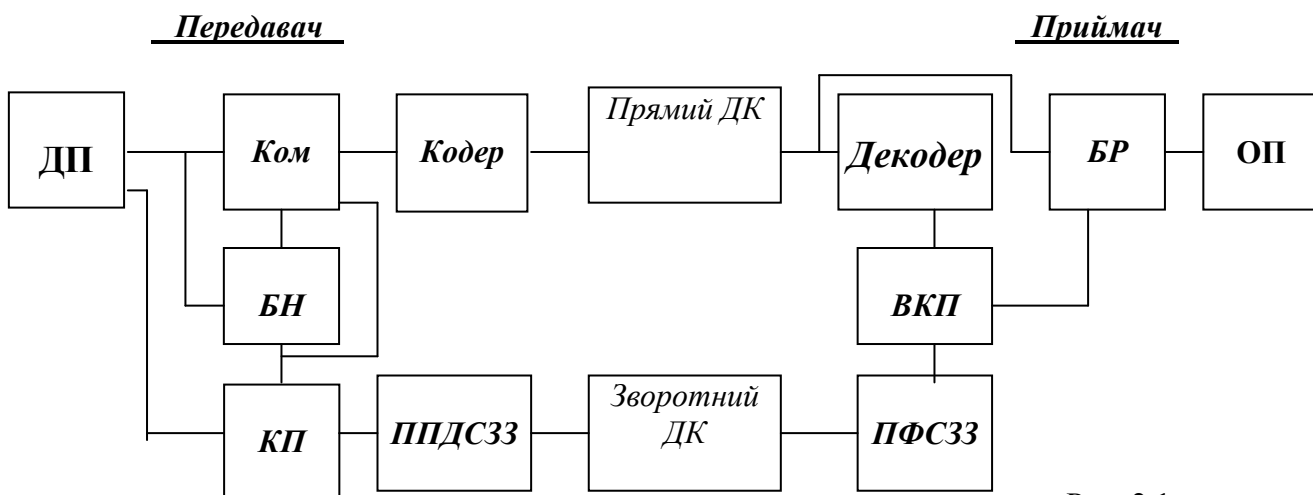 Передавач
Приймач
ДП
Ком
Кодер
Прямий ДК
Декодер
БР
ОП
БН
ВКП
КП
ППДСЗЗ
Зворотний
ДК
ПФСЗЗ